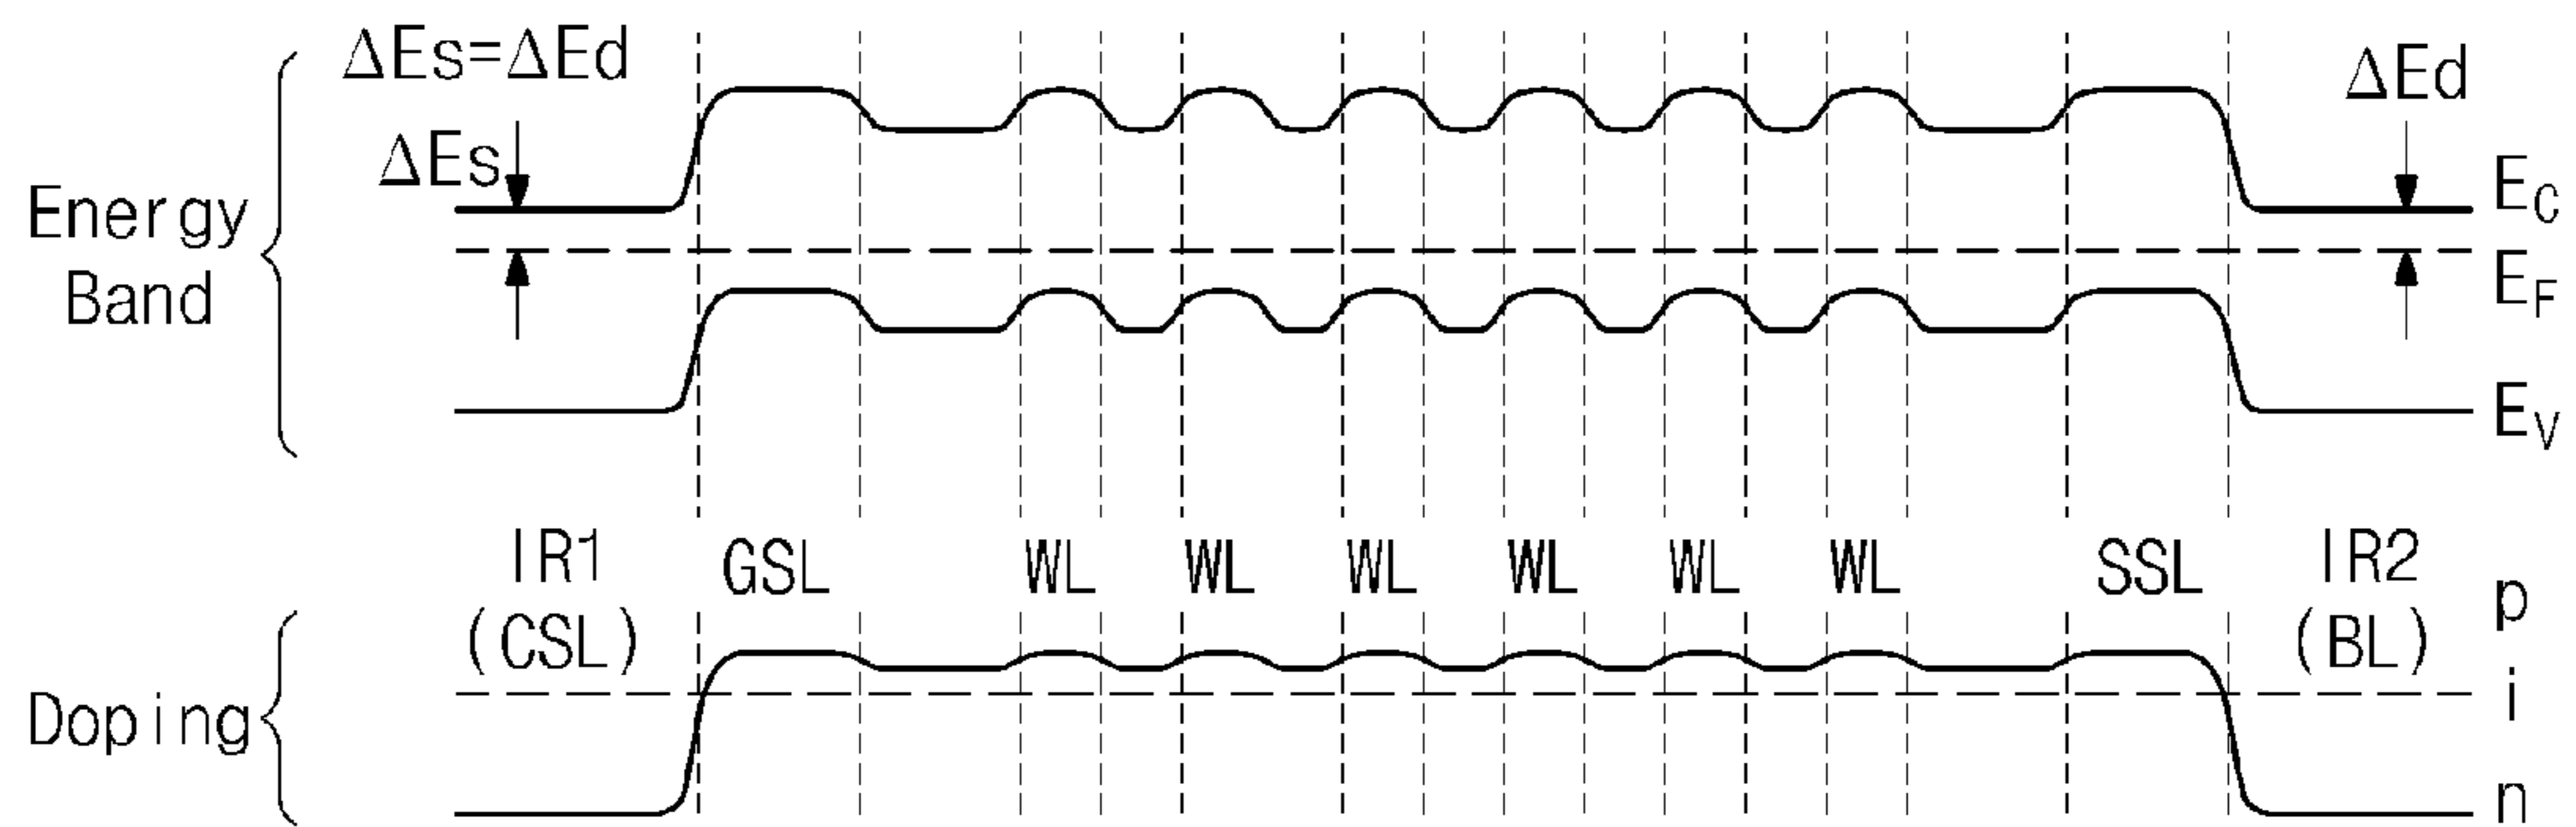 ΔEs=ΔEd
ΔEd
ΔEs
Energy
Band
E_C
E_F
E_V
IR1
(CSL)
GSL
WL
WL
WL
WL
WL
WL
SSL
IR2
(BL)
Doping
p
i
n